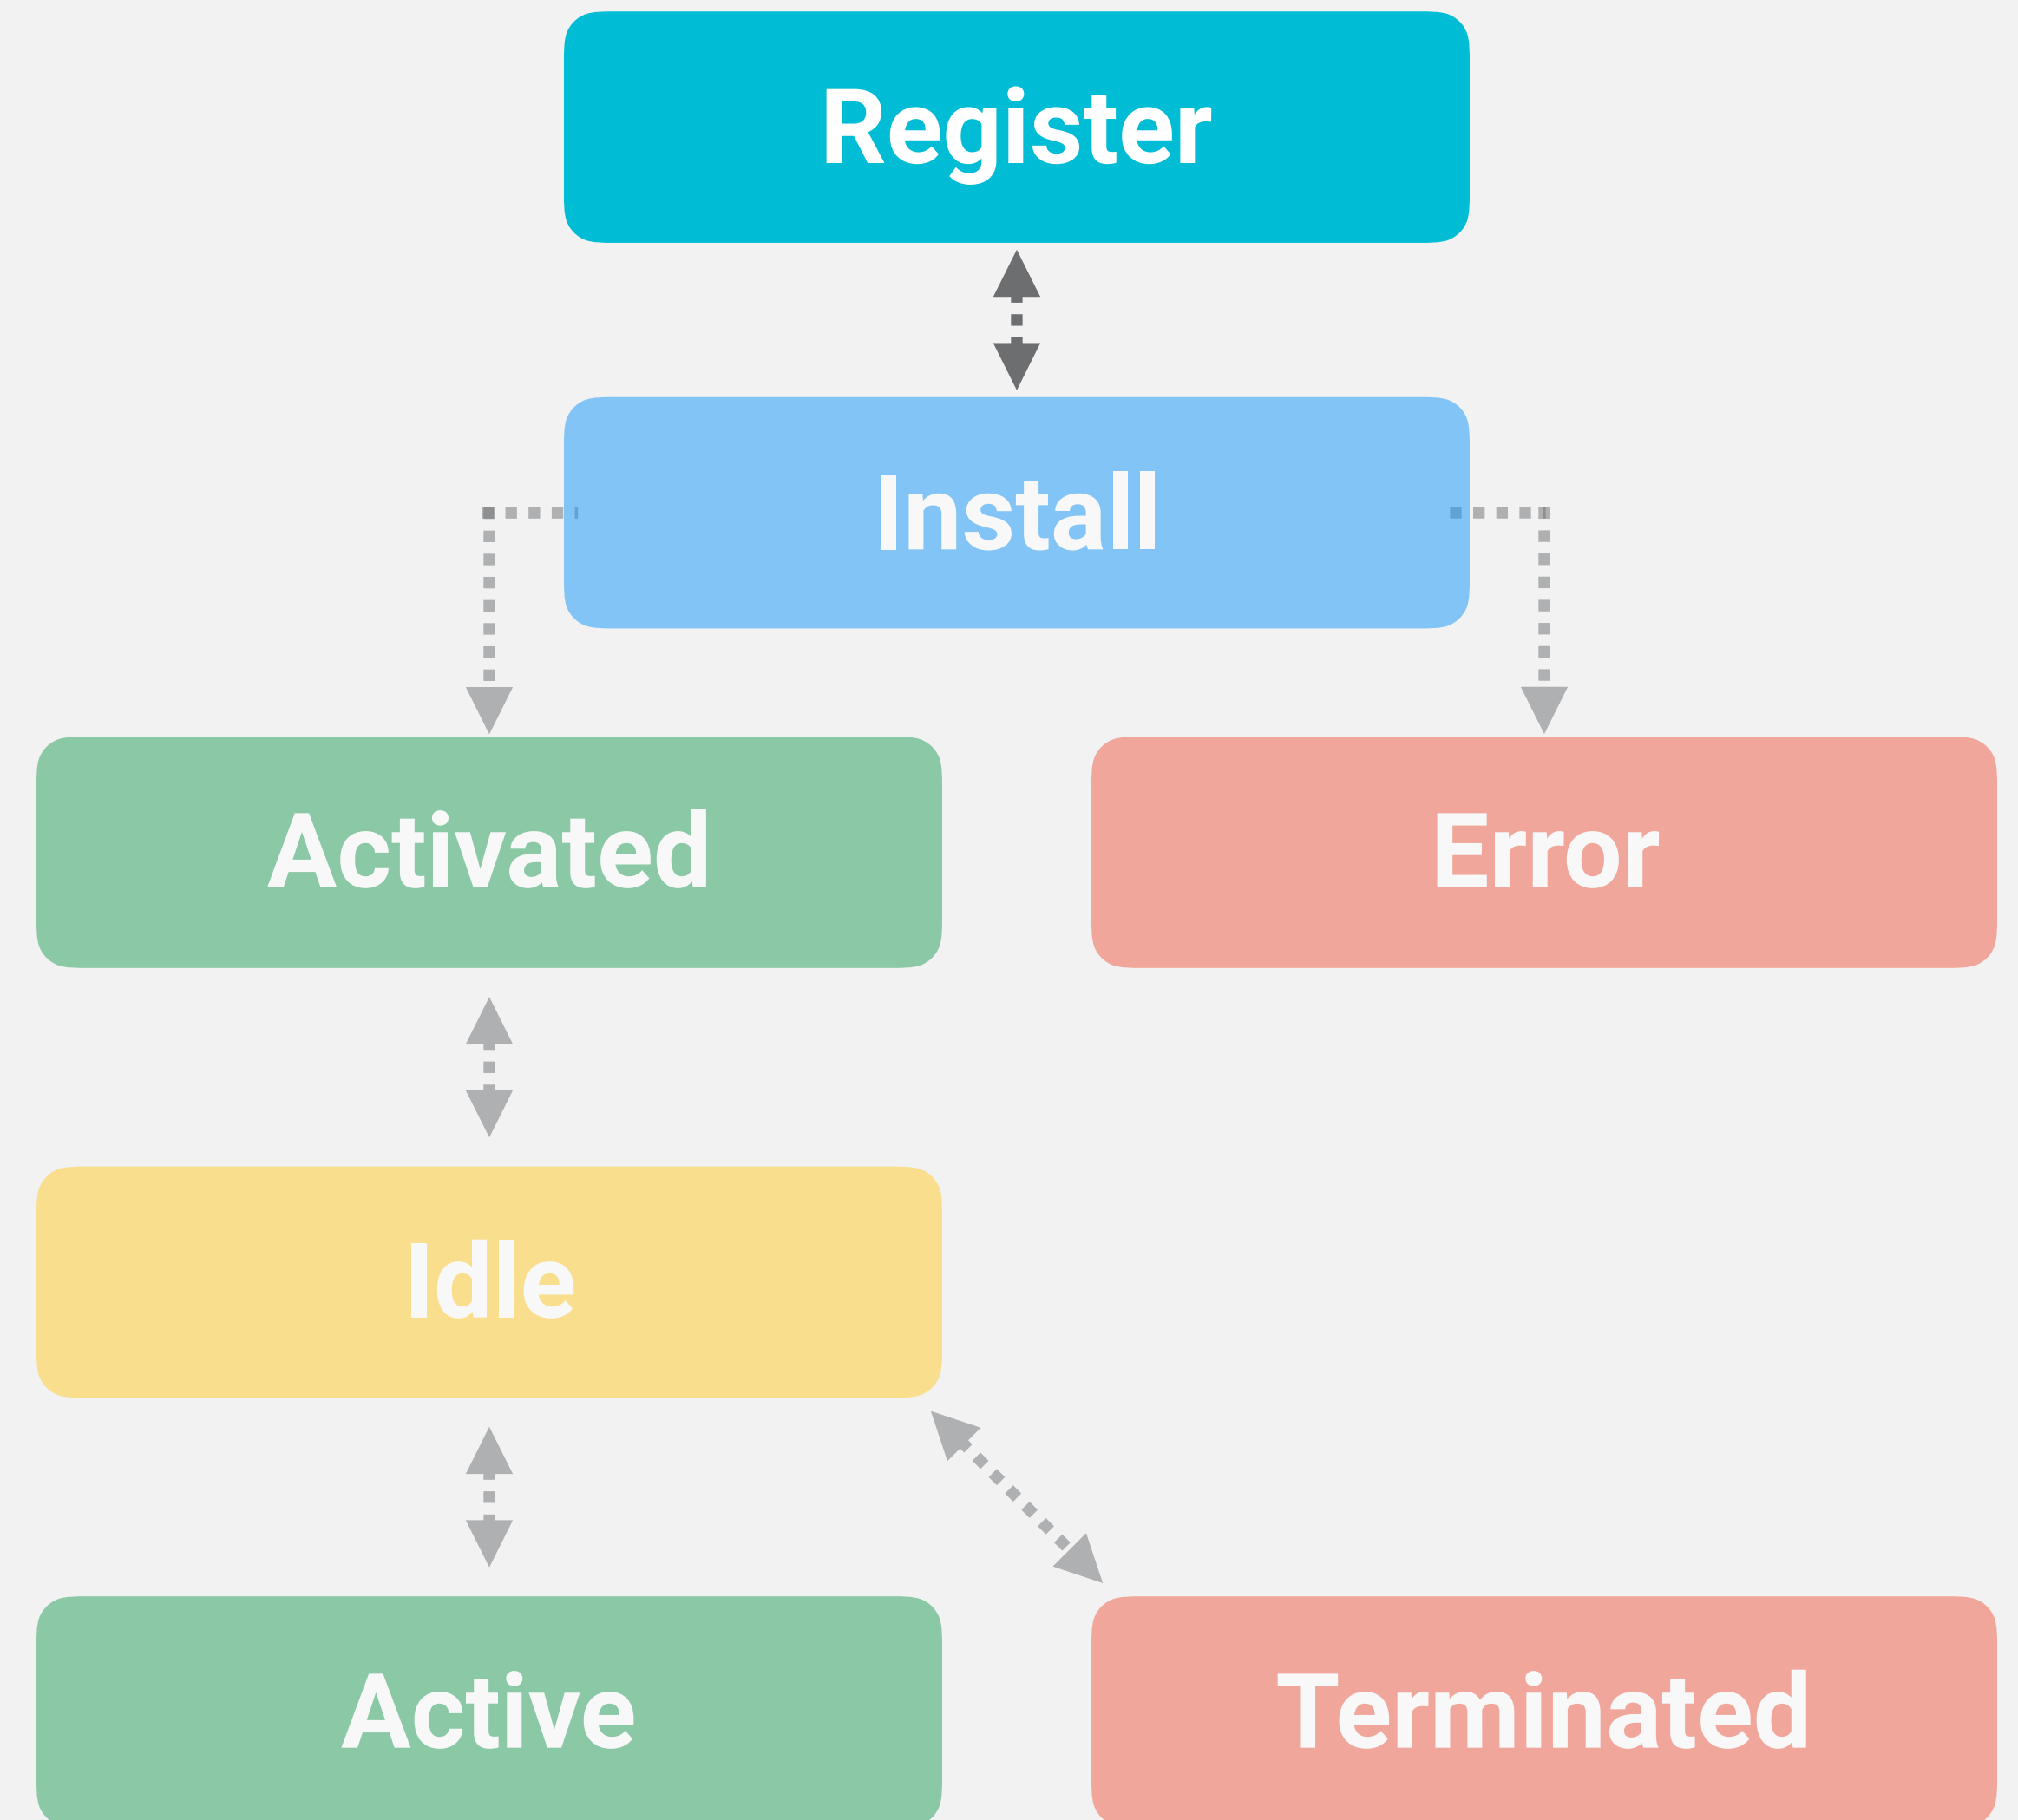 Register
Install
Activated
Error
Idle
Active
Terminated